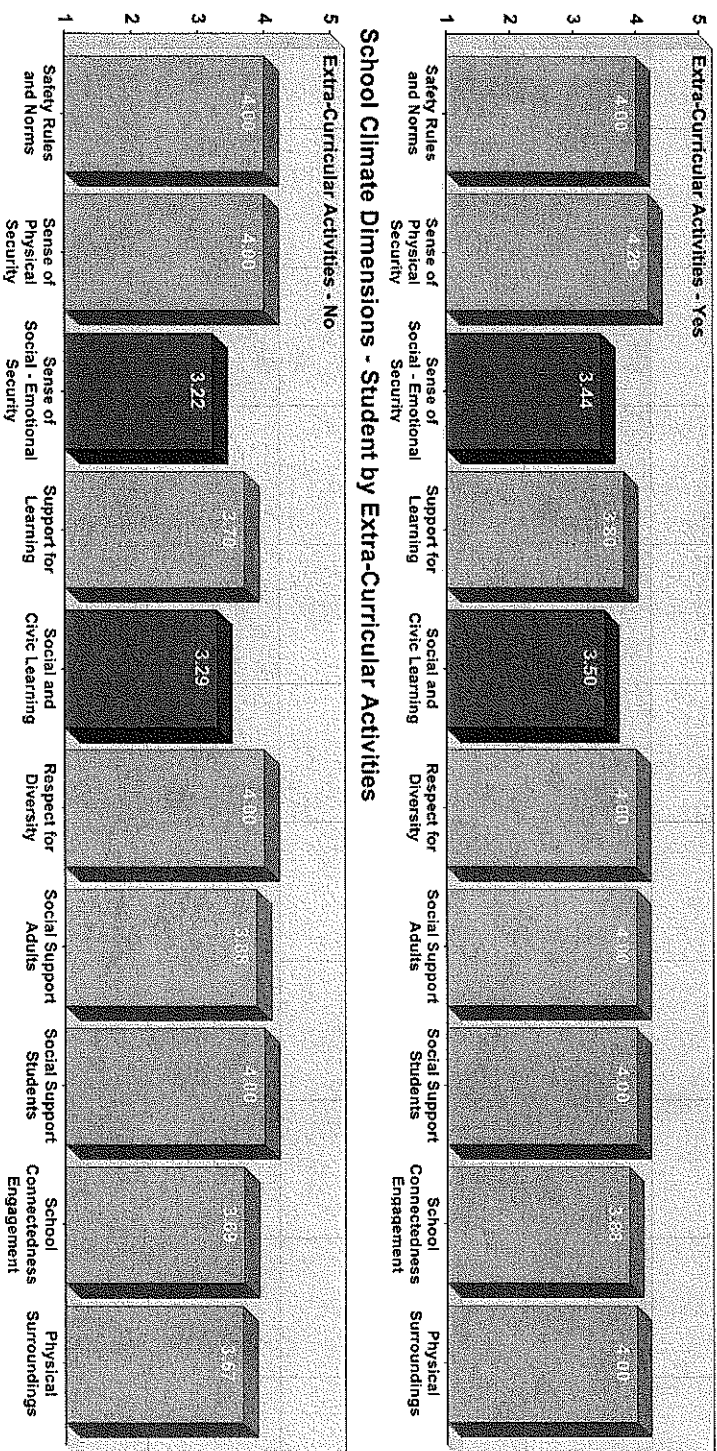 Extra-Curricular Activities - Yes
5
4
3
2
1
4.00
4.20
3.44
3.80
3.50
4.00
4.00
4.00
3.88
4.00
Safety Rules
and Norms
Sense of
Physical
Security
Sense of
Social - Emotional
Security
Support for
Learning
Social and
Civic Learning
Respect for
Diversity
Social Support
Adults
Social Support
Students
School
Connectedness
Engagement
Physical
Surroundings
School Climate Dimensions - Student by Extra-Curricular Activities
Extra-Curricular Activities - No
5
4
3
2
1
4.00
4.00
3.22
3.29
4.00
4.00
3.69
3.67
Safety Rules
and Norms
Sense of
Physical
Security
Sense of
Social - Emotional
Security
Support for
Learning
Social and
Civic Learning
Respect for
Diversity
Social Support
Adults
Social Support
Students
School
Connectedness
Engagement
Physical
Surroundings